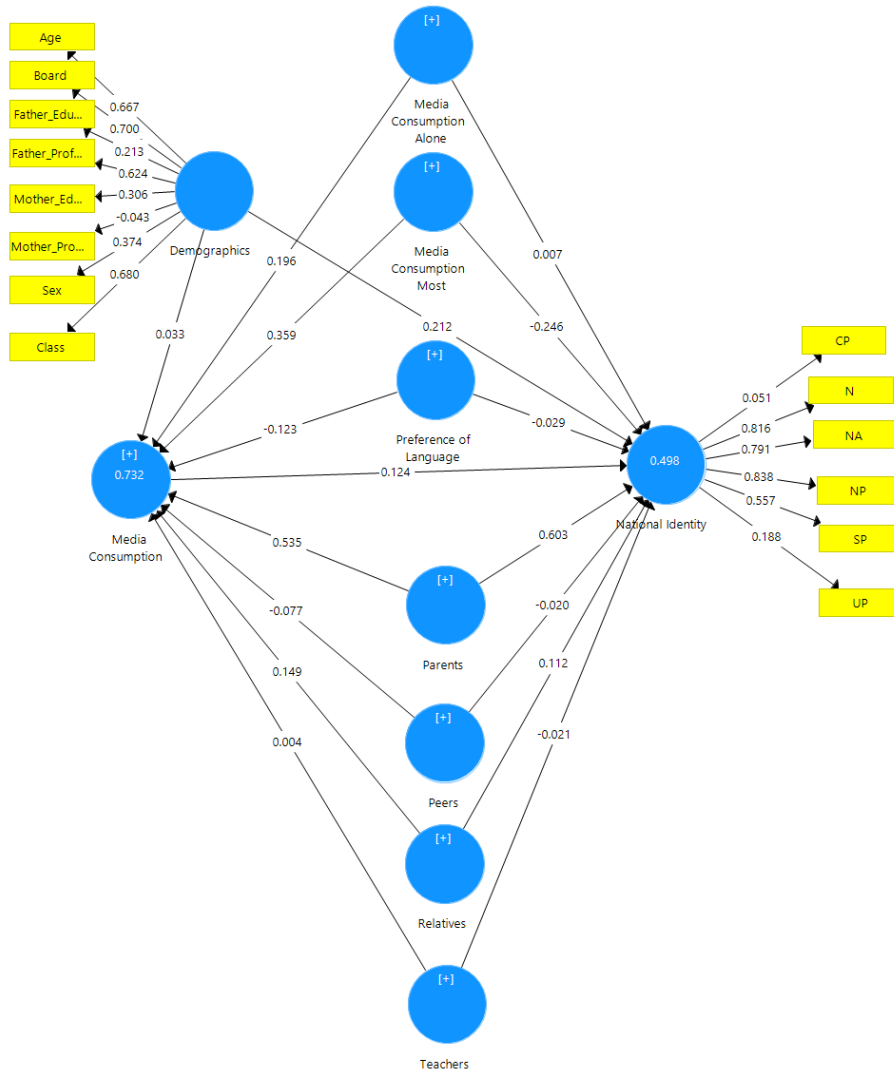 [+]
Age
Board
Father_Edu...
Father_Prof...
Mother_Ed...
Mother_Pro...
Sex
Class
0.667
0.700
0.213
0.624
0.306
-0.043
0.374
0.680
Demographics
Media
Consumption
Alone
[+]
Media
Consumption
Most
0.196
0.007
0.033
0.359
0.212
-0.246
[+]
Preference of
Language
-0.123
-0.029
[+]
0.732
Media
Consumption
0.124
0.498
National Identity
CP
N
NA
NP
SP
UP
0.051
0.816
0.791
0.838
0.557
0.188
0.535
0.603
[+]
Parents
-0.077
-0.020
[+]
Peers
0.149
0.112
[+]
Relatives
0.004
-0.021
[+]
Teachers